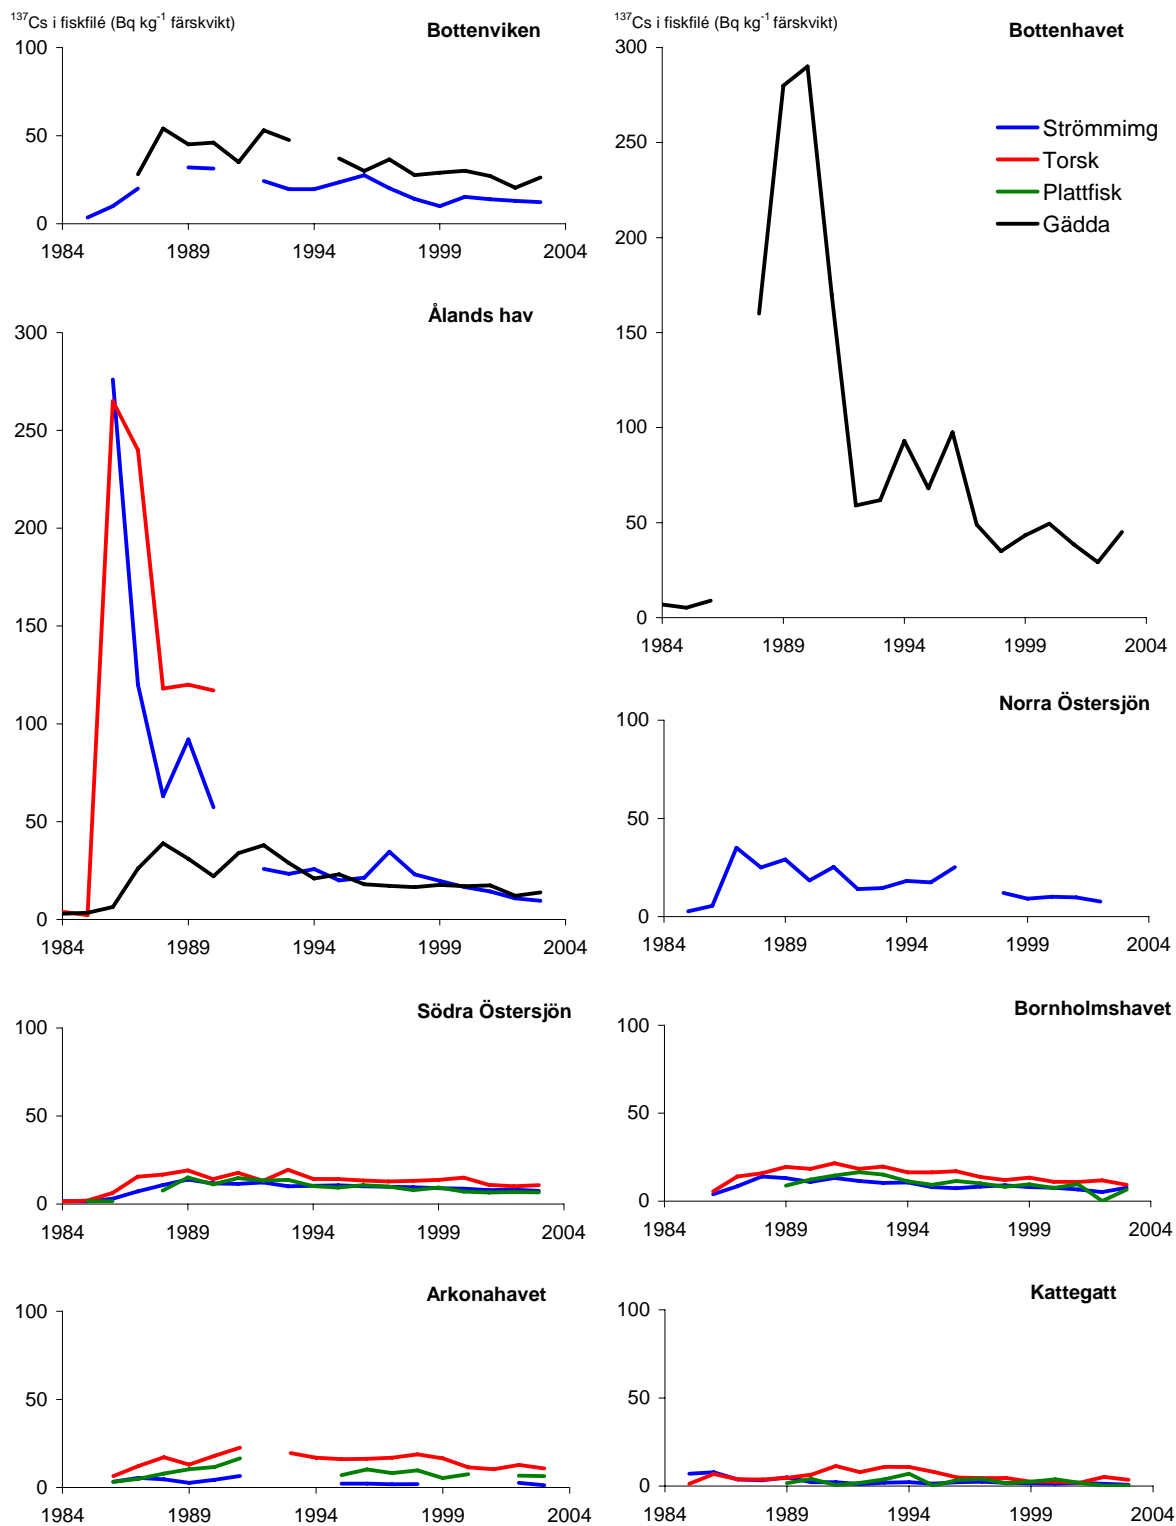 ¹³⁷Cs i fiskfilé (Bq kg⁻¹ färskvikt)
Bottenviken
100
50
0
1984 1989 1994 1999 2004
¹³⁷Cs i fiskfilé (Bq kg⁻¹ färskvikt)
Bottenhavet
300
250
200
150
100
50
0
1984 1989 1994 1999 2004
Strömmimg
Torsk
Plattfisk
Gädda
Ålands hav
300
250
200
150
100
50
0
1984 1989 1994 1999 2004
Norra Östersjön
100
50
0
1984 1989 1994 1999 2004
Södra Östersjön
100
50
0
1984 1989 1994 1999 2004
Bornholmshavet
100
50
0
1984 1989 1994 1999 2004
Arkonahavet
100
50
0
1984 1989 1994 1999 2004
Kattegatt
100
50
0
1984 1989 1994 1999 2004